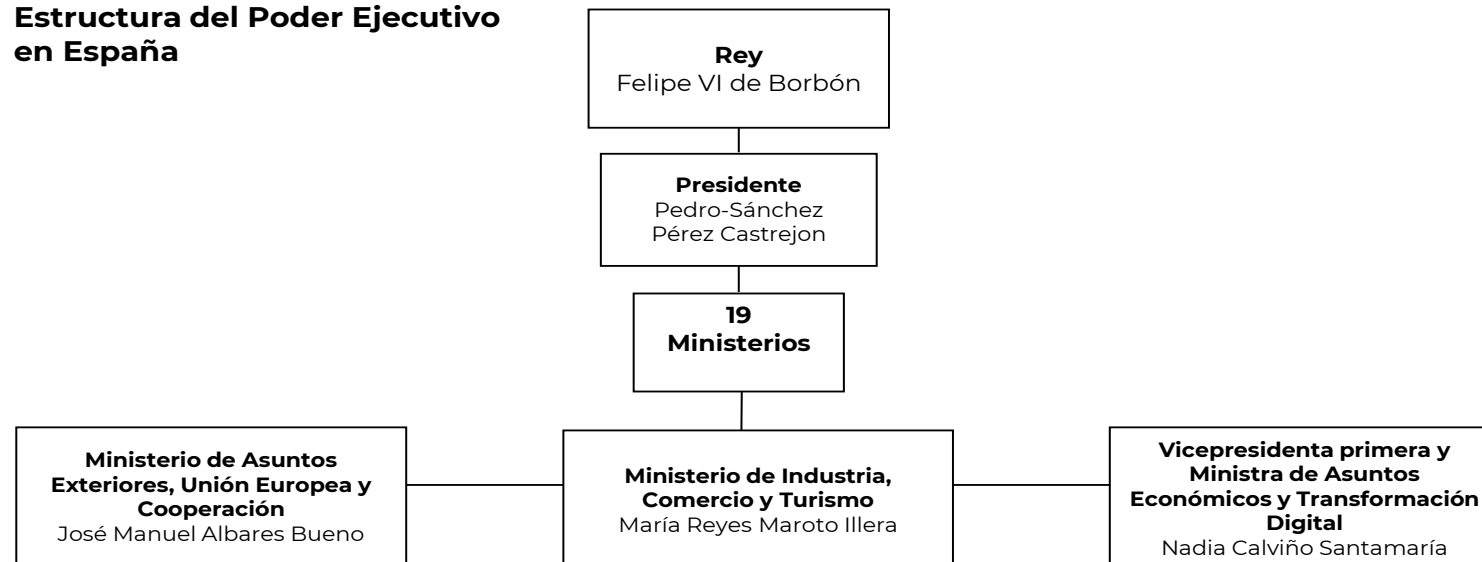 Estructura del Poder Ejecutivo
en España
Rey
Felipe VI de Borbón
Presidente
Pedro-Sánchez
Pérez Castrejon
19
Ministerios
Ministerio de Asuntos
Exteriores, Unión Europea y
Cooperación
José Manuel Albares Bueno
Ministerio de Industria,
Comercio y Turismo
María Reyes Maroto Illera
Vicepresidenta primera y
Ministra de Asuntos
Económicos y Transformación
Digital
Nadia Calviño Santamaría